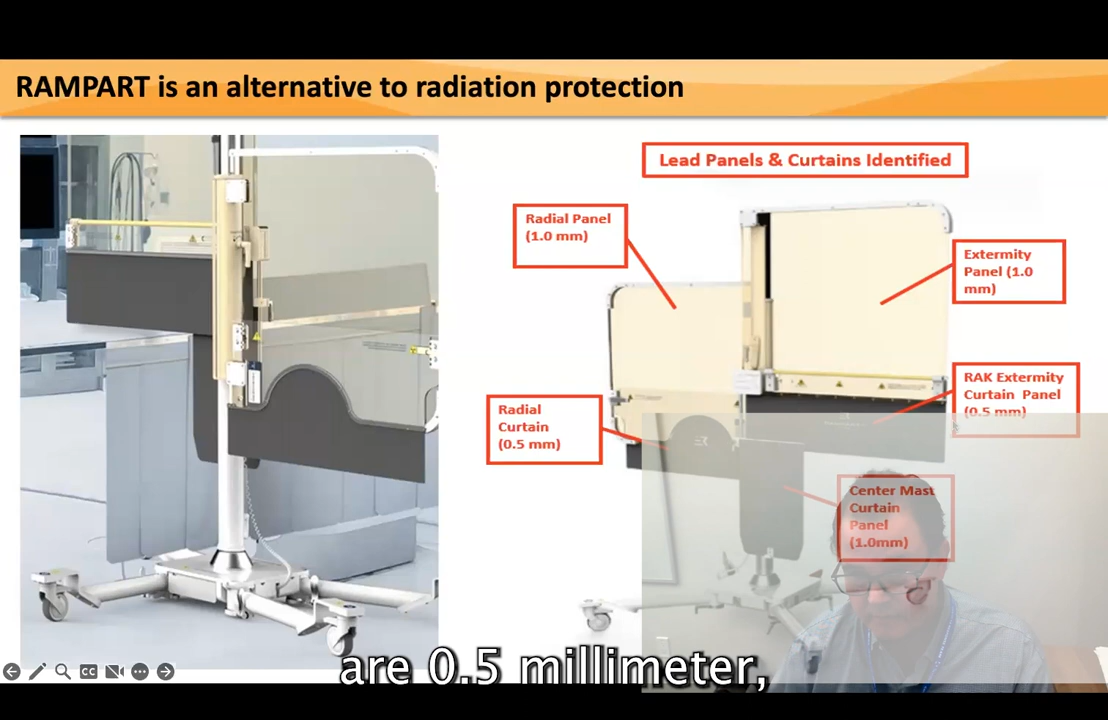 RAMPART is an alternative to radiation protection
Lead Panels & Curtains Identified
Radial Panel
(1.0 mm)
Extermity
Panel (1.0
mm)
RAK Extermity
Curtain Panel
(0.5 mm)
Radial
Curtain
(0.5 mm)
Center Mast
Curtain
Panel
(1.0mm)
CC
are 0.5 millimeter,